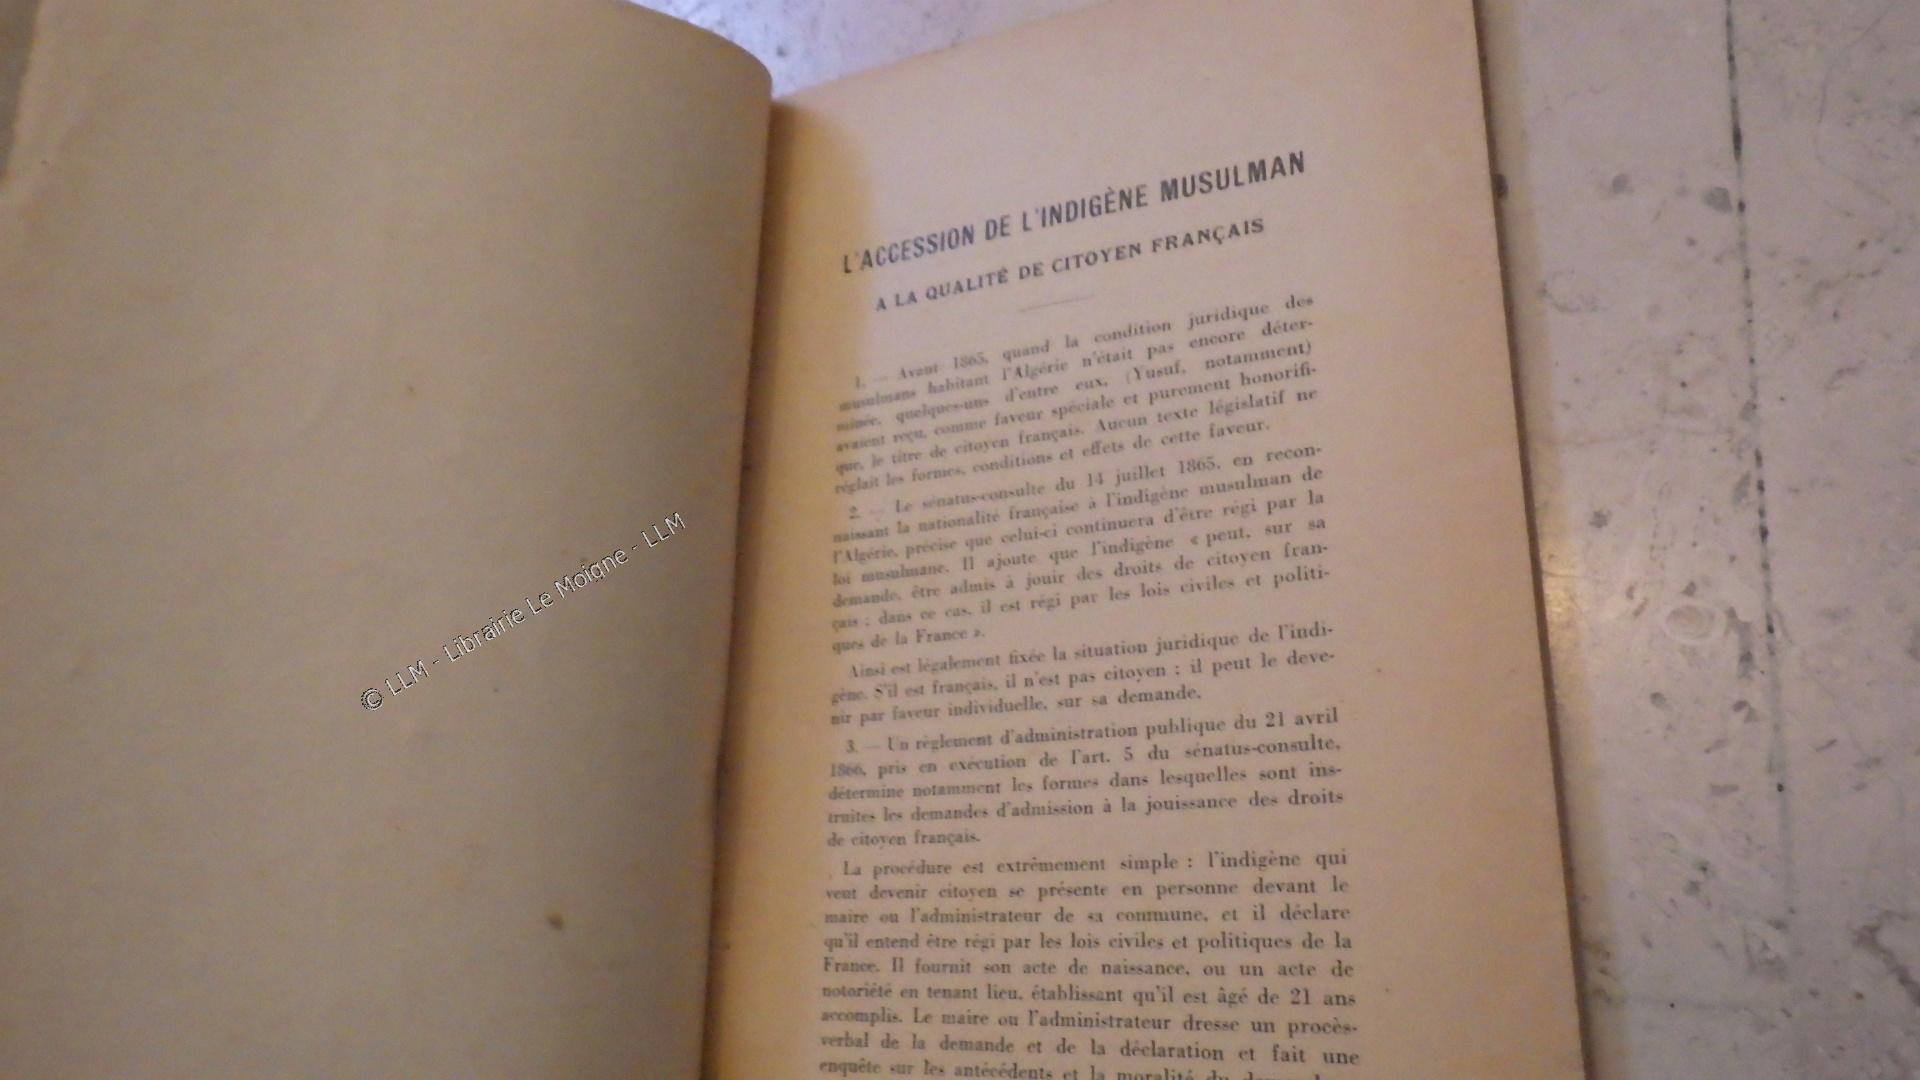 L'ACCESSION DE L'INDIGÈNE MUSULMAN
A LA QUALITÉ DE CITOYEN FRANÇAIS
1. — Avant 1865, quand la condition juridique des
musulmans habitant l'Algérie n'était pas encore déter-
minée, quelques-uns d'entre eux, (Yusuf, notamment)
avaient reçu, comme faveur spéciale et purement honorifi-
que, le titre de citoyen français. Aucun texte législatif ne
réglait les formes, conditions et effets de cette faveur.
2. — Le sénatus-consulte du 14 juillet 1865, en recon-
naissant la nationalité française à l'indigène musulman de
l'Algérie, précise que celui-ci continuera d'être régi par la
loi musulmane. Il ajoute que l'indigène « peut, sur sa
demande, être admis à jouir des droits de citoyen fran-
çais ; dans ce cas, il est régi par les lois civiles et politi-
ques de la France ».
Ainsi est légalement fixée la situation juridique de l'indi-
gène. S'il est français, il n'est pas citoyen ; il peut le deve-
nir par faveur individuelle, sur sa demande.
3. — Un règlement d'administration publique du 21 avril
1866, pris en exécution de l'art. 5 du sénatus-consulte,
détermine notamment les formes dans lesquelles sont ins-
truites les demandes d'admission à la jouissance des droits
de citoyen français.
La procédure est extrêmement simple : l'indigène qui
veut devenir citoyen se présente en personne devant le
maire ou l'administrateur de sa commune, et il déclare
qu'il entend être régi par les lois civiles et politiques de la
France. Il fournit son acte de naissance, ou un acte de
notoriété en tenant lieu, établissant qu'il est âgé de 21 ans
accomplis. Le maire ou l'administrateur dresse un procès-
verbal de la demande et de la déclaration et fait une
enquête sur les antécédents et la moralité du
© LLM - Librairie Le Moigne - LLM